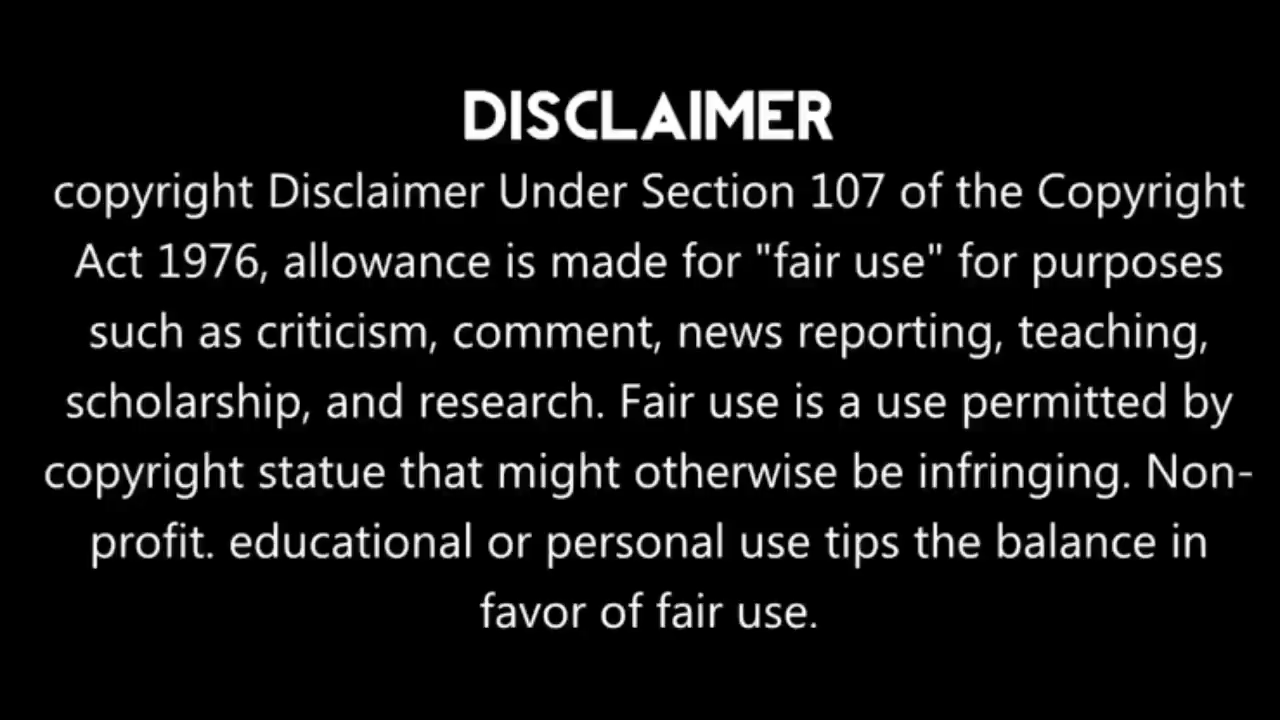 DISCLAIMER
copyright Disclaimer Under Section 107 of the Copyright
Act 1976, allowance is made for "fair use" for purposes
such as criticism, comment, news reporting, teaching,
scholarship, and research. Fair use is a use permitted by
copyright statue that might otherwise be infringing. Non-
profit. educational or personal use tips the balance in
favor of fair use.